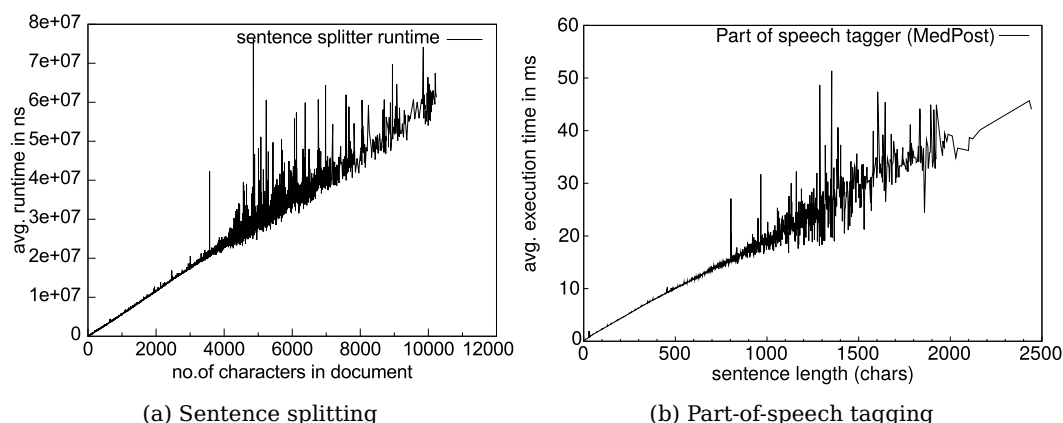 8e+07
7e+07
6e+07
5e+07
4e+07
3e+07
2e+07
1e+07
0
avg. runtime in ns
sentence splitter runtime
0 2000 4000 6000 8000 10000 12000
no.of characters in document
(a) Sentence splitting
60
50
40
30
20
10
0
avg. execution time in ms
Part of speech tagger (MedPost)
0 500 1000 1500 2000 2500
sentence length (chars)
(b) Part-of-speech tagging